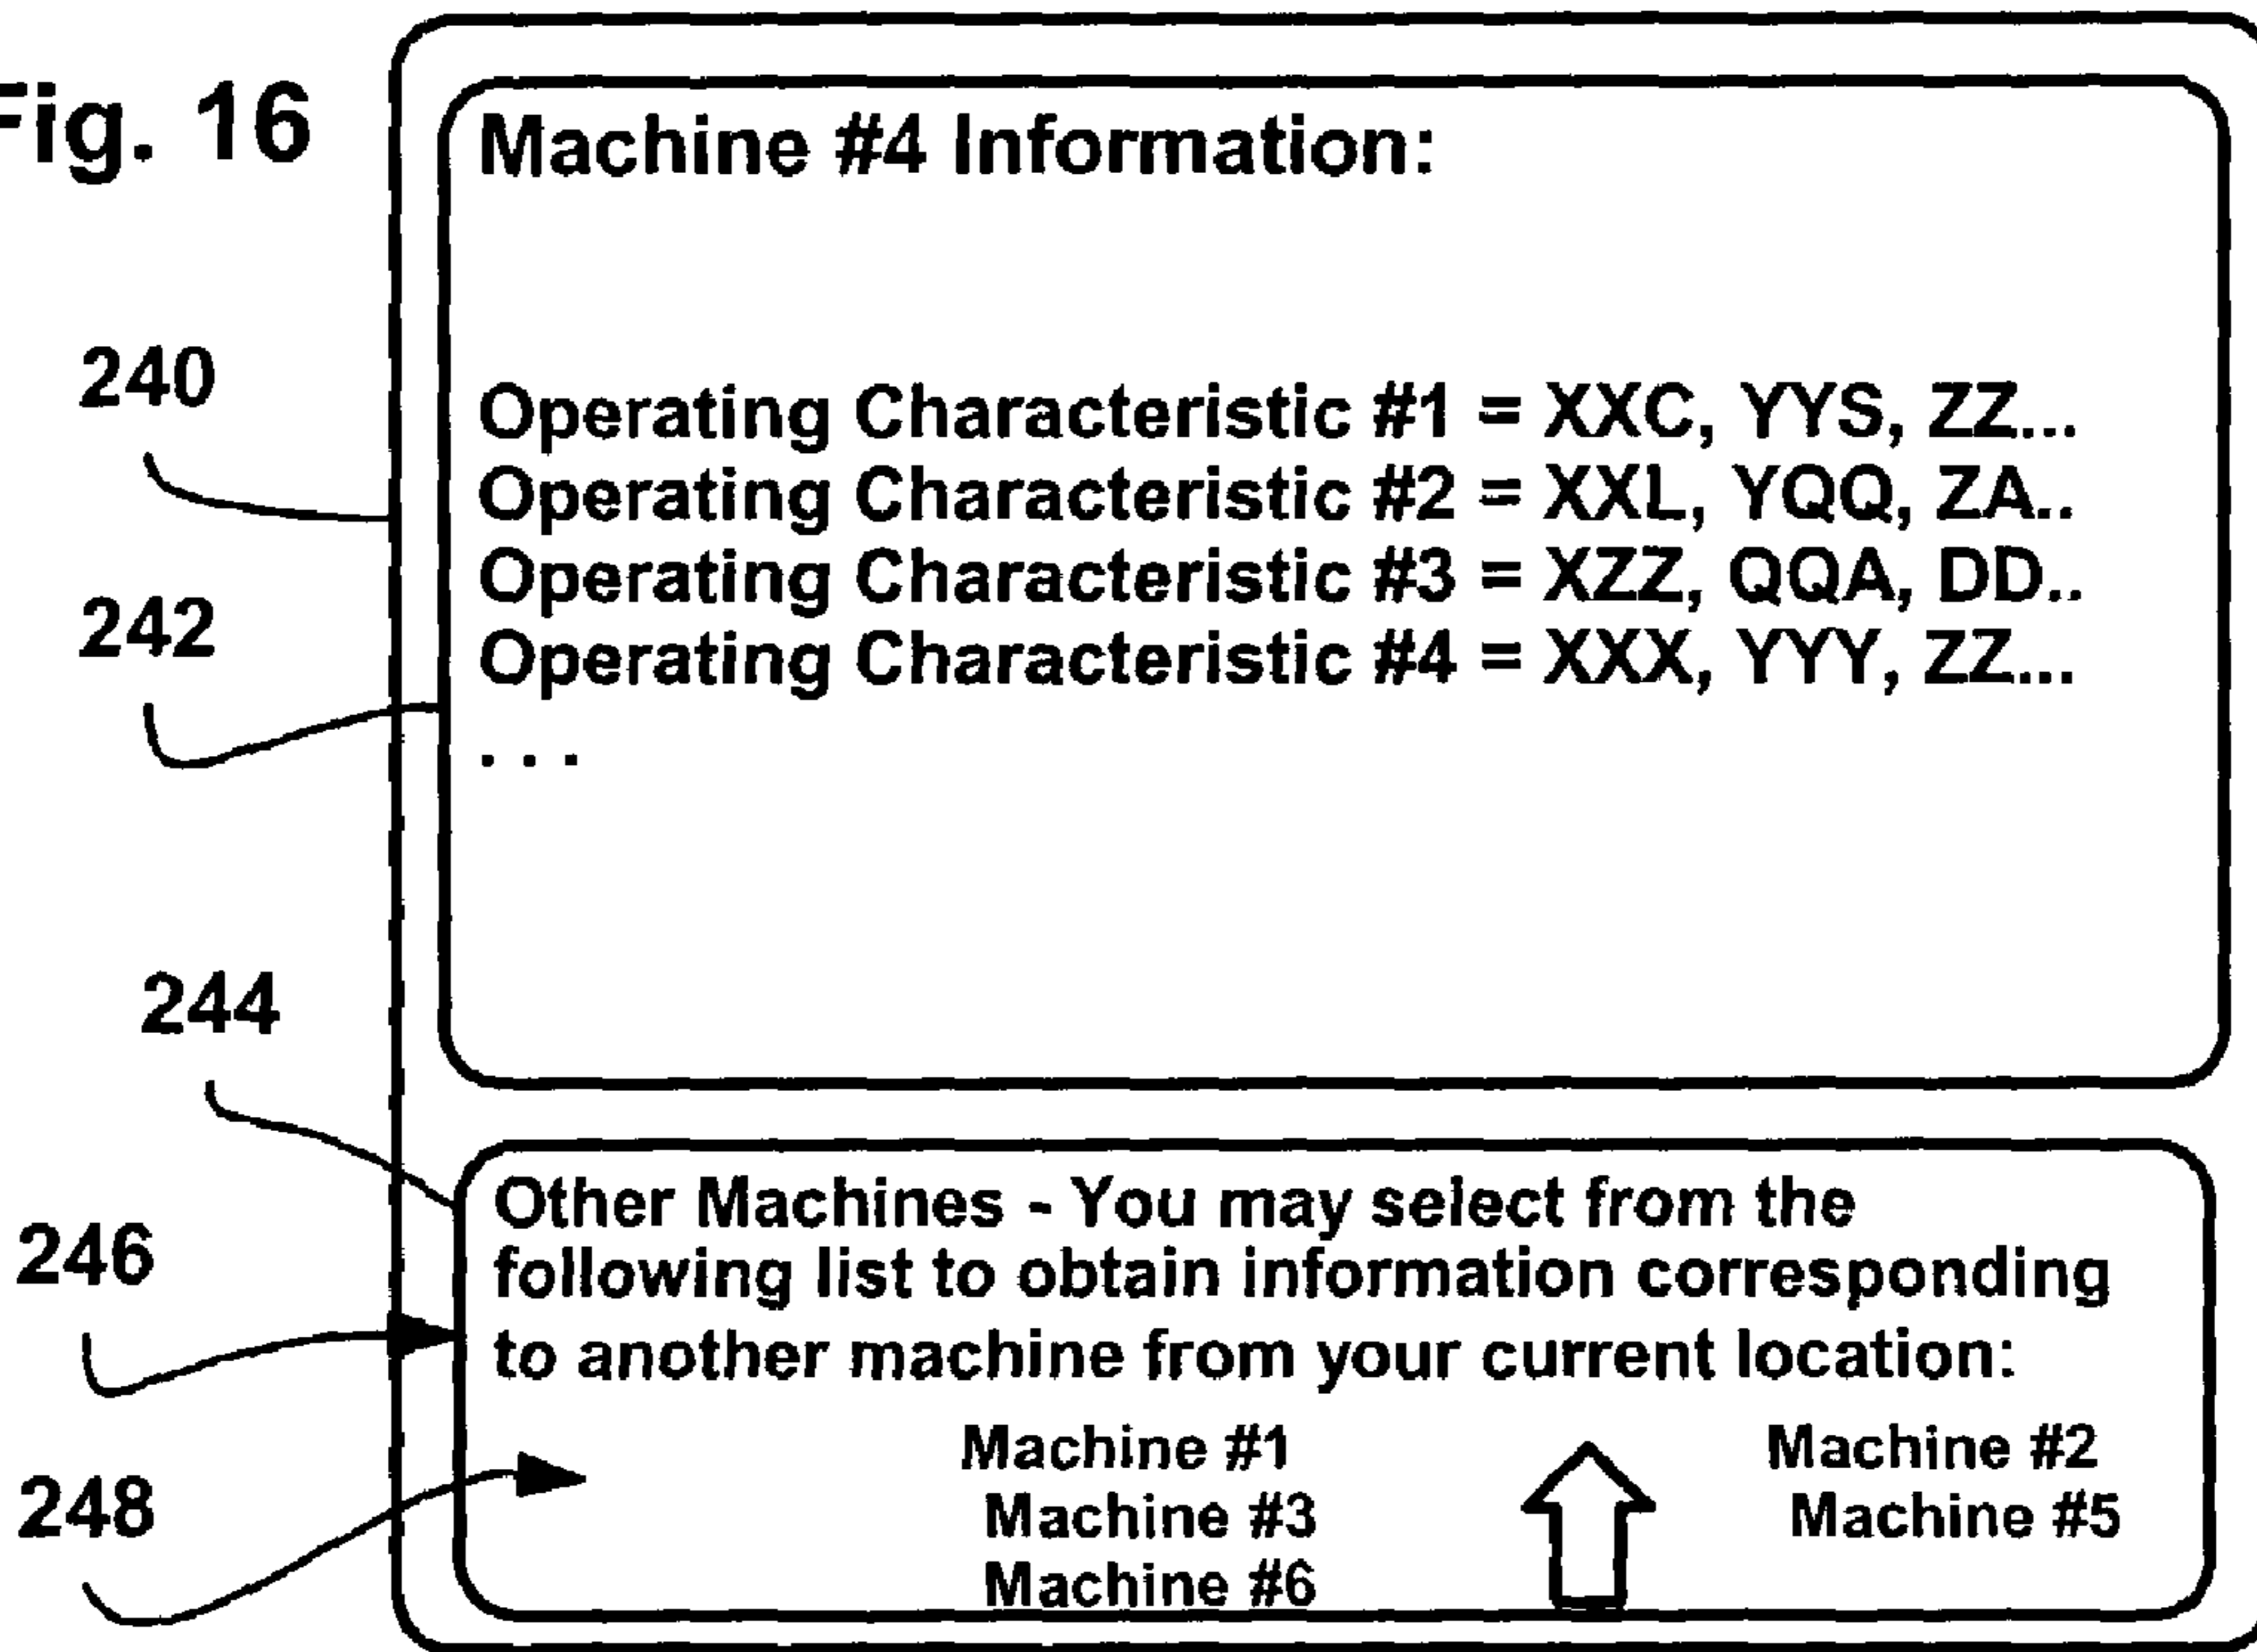 Fig. 16
Machine #4 Information:
Operating Characteristic #1 = XXC, YYS, ZZ...
240
Operating Characteristic #2 = XXL, YQQ, ZA..
Operating Characteristic #3 = XZZ, QQA, DD..
242
Operating Characteristic #4 = XXX, YYY, ZZ...
. . .
244
Other Machines - You may select from the
246
following list to obtain information corresponding
to another machine from your current location:
Machine #1 Machine #2
248
Machine #3 Machine #5
Machine #6